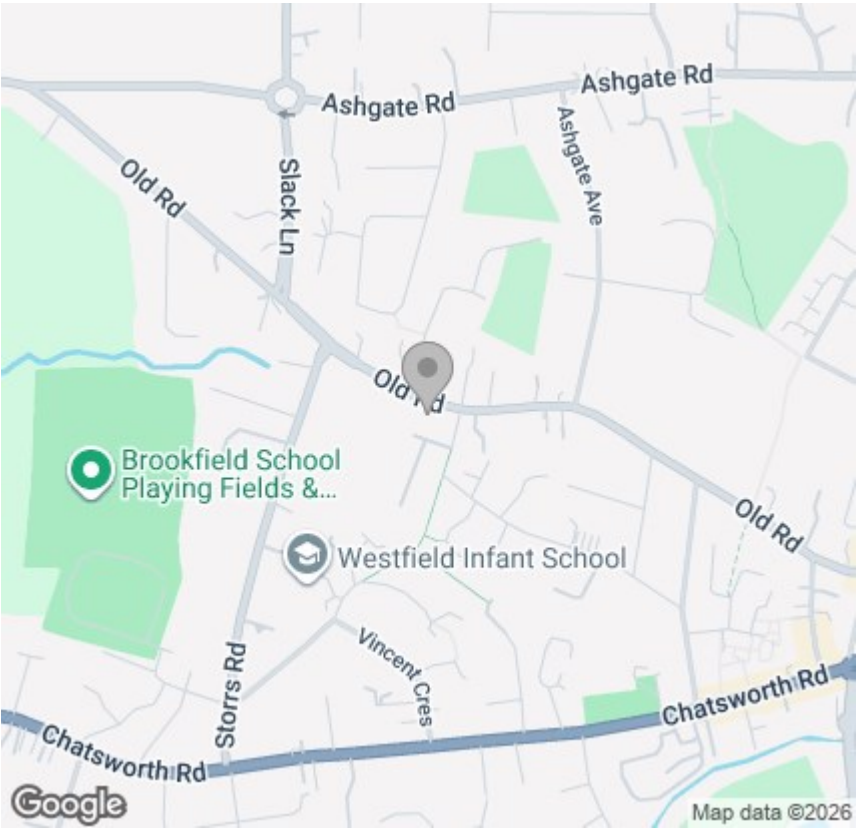 Ashgate Rd
Ashgate Rd
Old Rd
Slack Ln
Ashgate Ave
Old Rd
Brookfield School
Playing Fields &...
Old Rd
Westfield Infant School
Vincent Cres
Storrs Rd
Chatsworth Rd
Chatsworth Rd
Google
Map data ©2026